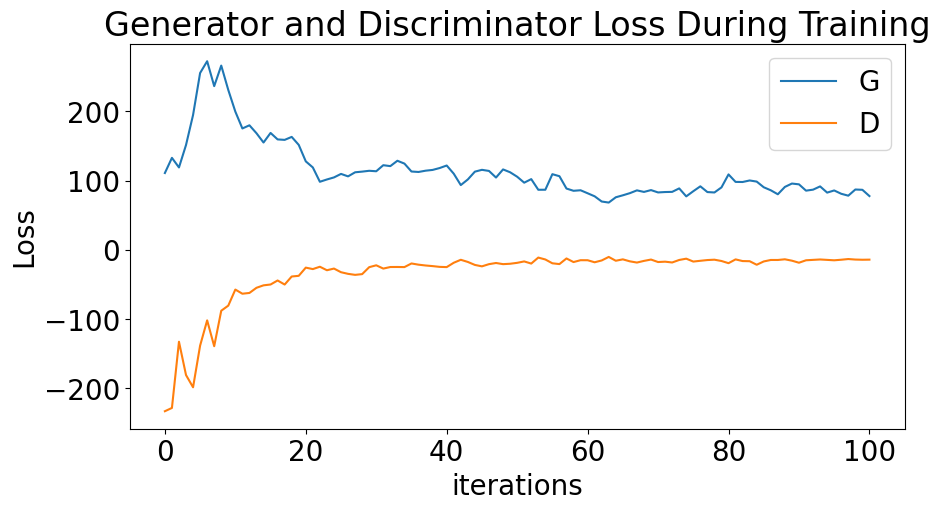 Generator and Discriminator Loss During Training
G
D
Loss
200
100
0
−100
−200
0 20 40 60 80 100
iterations